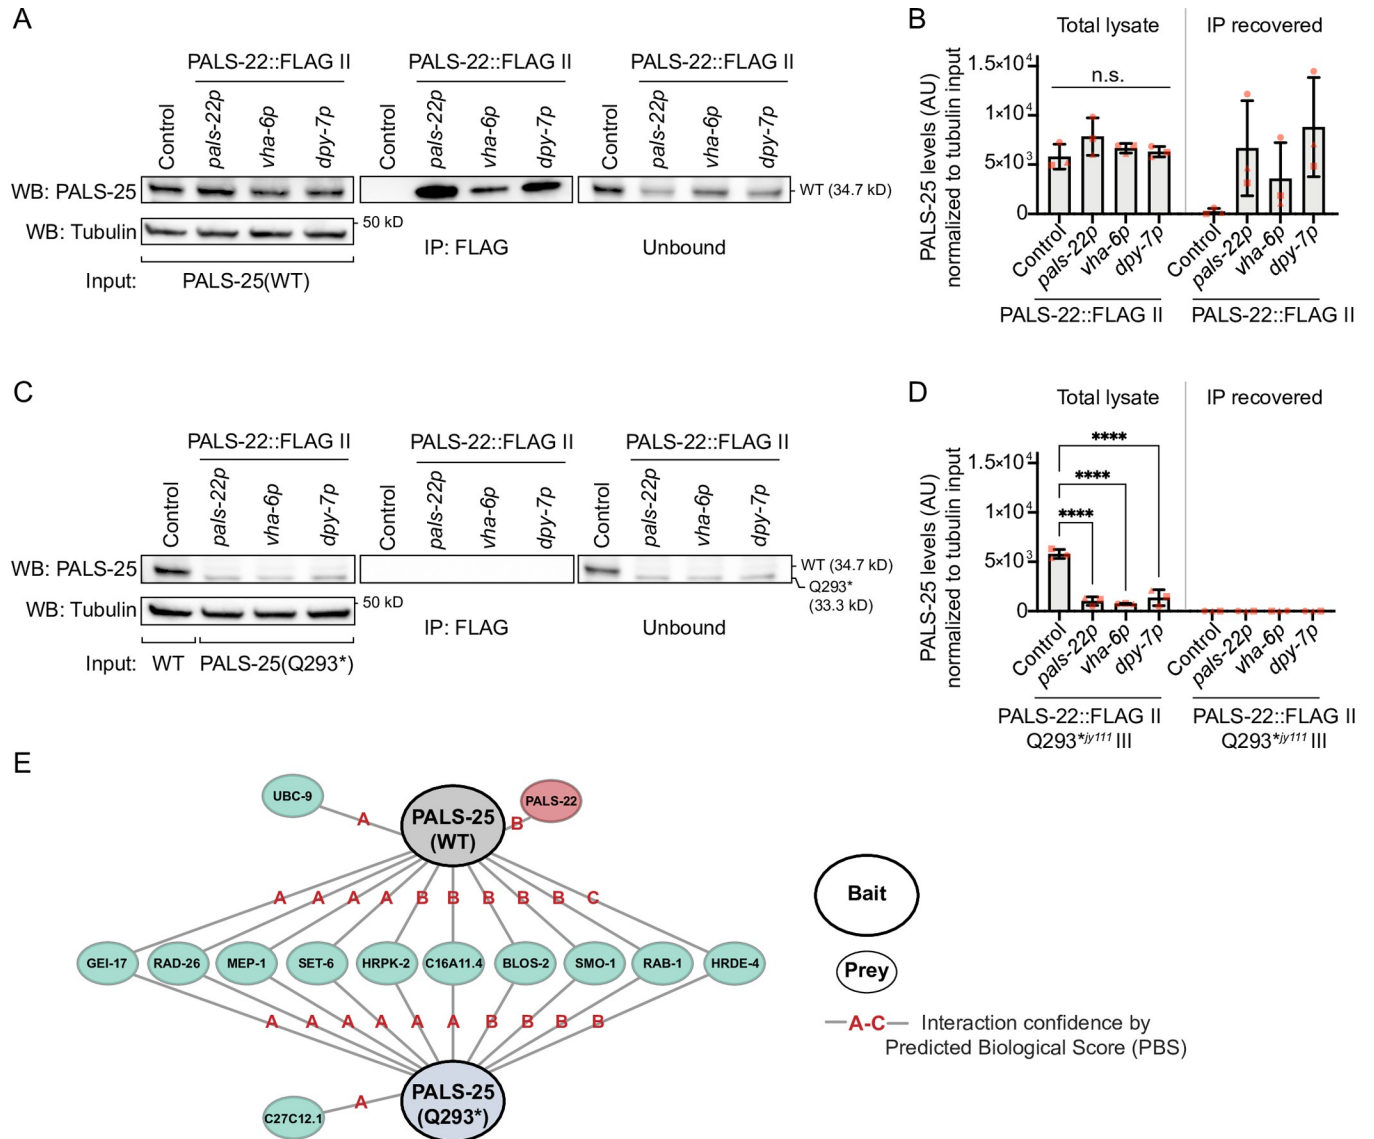 A
PALS-22::FLAG II
PALS-22::FLAG II
PALS-22::FLAG II
Control
pals-22p
vha-6p
dpy-7p
Control
pals-22p
vha-6p
dpy-7p
Control
pals-22p
vha-6p
dpy-7p
WB: PALS-25
WT (34.7 kD)
WB: Tubulin
50 kD
IP: FLAG
Unbound
Input:
PALS-25(WT)
B
Total lysate
IP recovered
PALS-25 levels (AU)
normalized to tubulin input
1.5×10⁴
1×10⁴
5×10³
0
n.s.
Control
pals-22p
vha-6p
dpy-7p
Control
pals-22p
vha-6p
dpy-7p
PALS-22::FLAG II
PALS-22::FLAG II
C
PALS-22::FLAG II
PALS-22::FLAG II
PALS-22::FLAG II
Control
pals-22p
vha-6p
dpy-7p
Control
pals-22p
vha-6p
dpy-7p
Control
pals-22p
vha-6p
dpy-7p
WB: PALS-25
WT (34.7 kD)
Q293*
(33.3 kD)
WB: Tubulin
50 kD
IP: FLAG
Unbound
Input:
WT
PALS-25(Q293*)
D
Total lysate
IP recovered
PALS-25 levels (AU)
normalized to tubulin input
1.5×10⁴
1×10⁴
5×10³
0
****
****
****
Control
pals-22p
vha-6p
dpy-7p
Control
pals-22p
vha-6p
dpy-7p
PALS-22::FLAG II
Q293*jy111 III
PALS-22::FLAG II
Q293*jy111 III
E
UBC-9
A
PALS-25
(WT)
B
PALS-22
A A A A B B B B B C
GEI-17 RAD-26 MEP-1 SET-6 HRPK-2 C16A11.4 BLOS-2 SMO-1 RAB-1 HRDE-4
A A A A A A B B B B
C27C12.1
A
PALS-25
(Q293*)
Bait
Prey
A-C
Interaction confidence by
Predicted Biological Score (PBS)